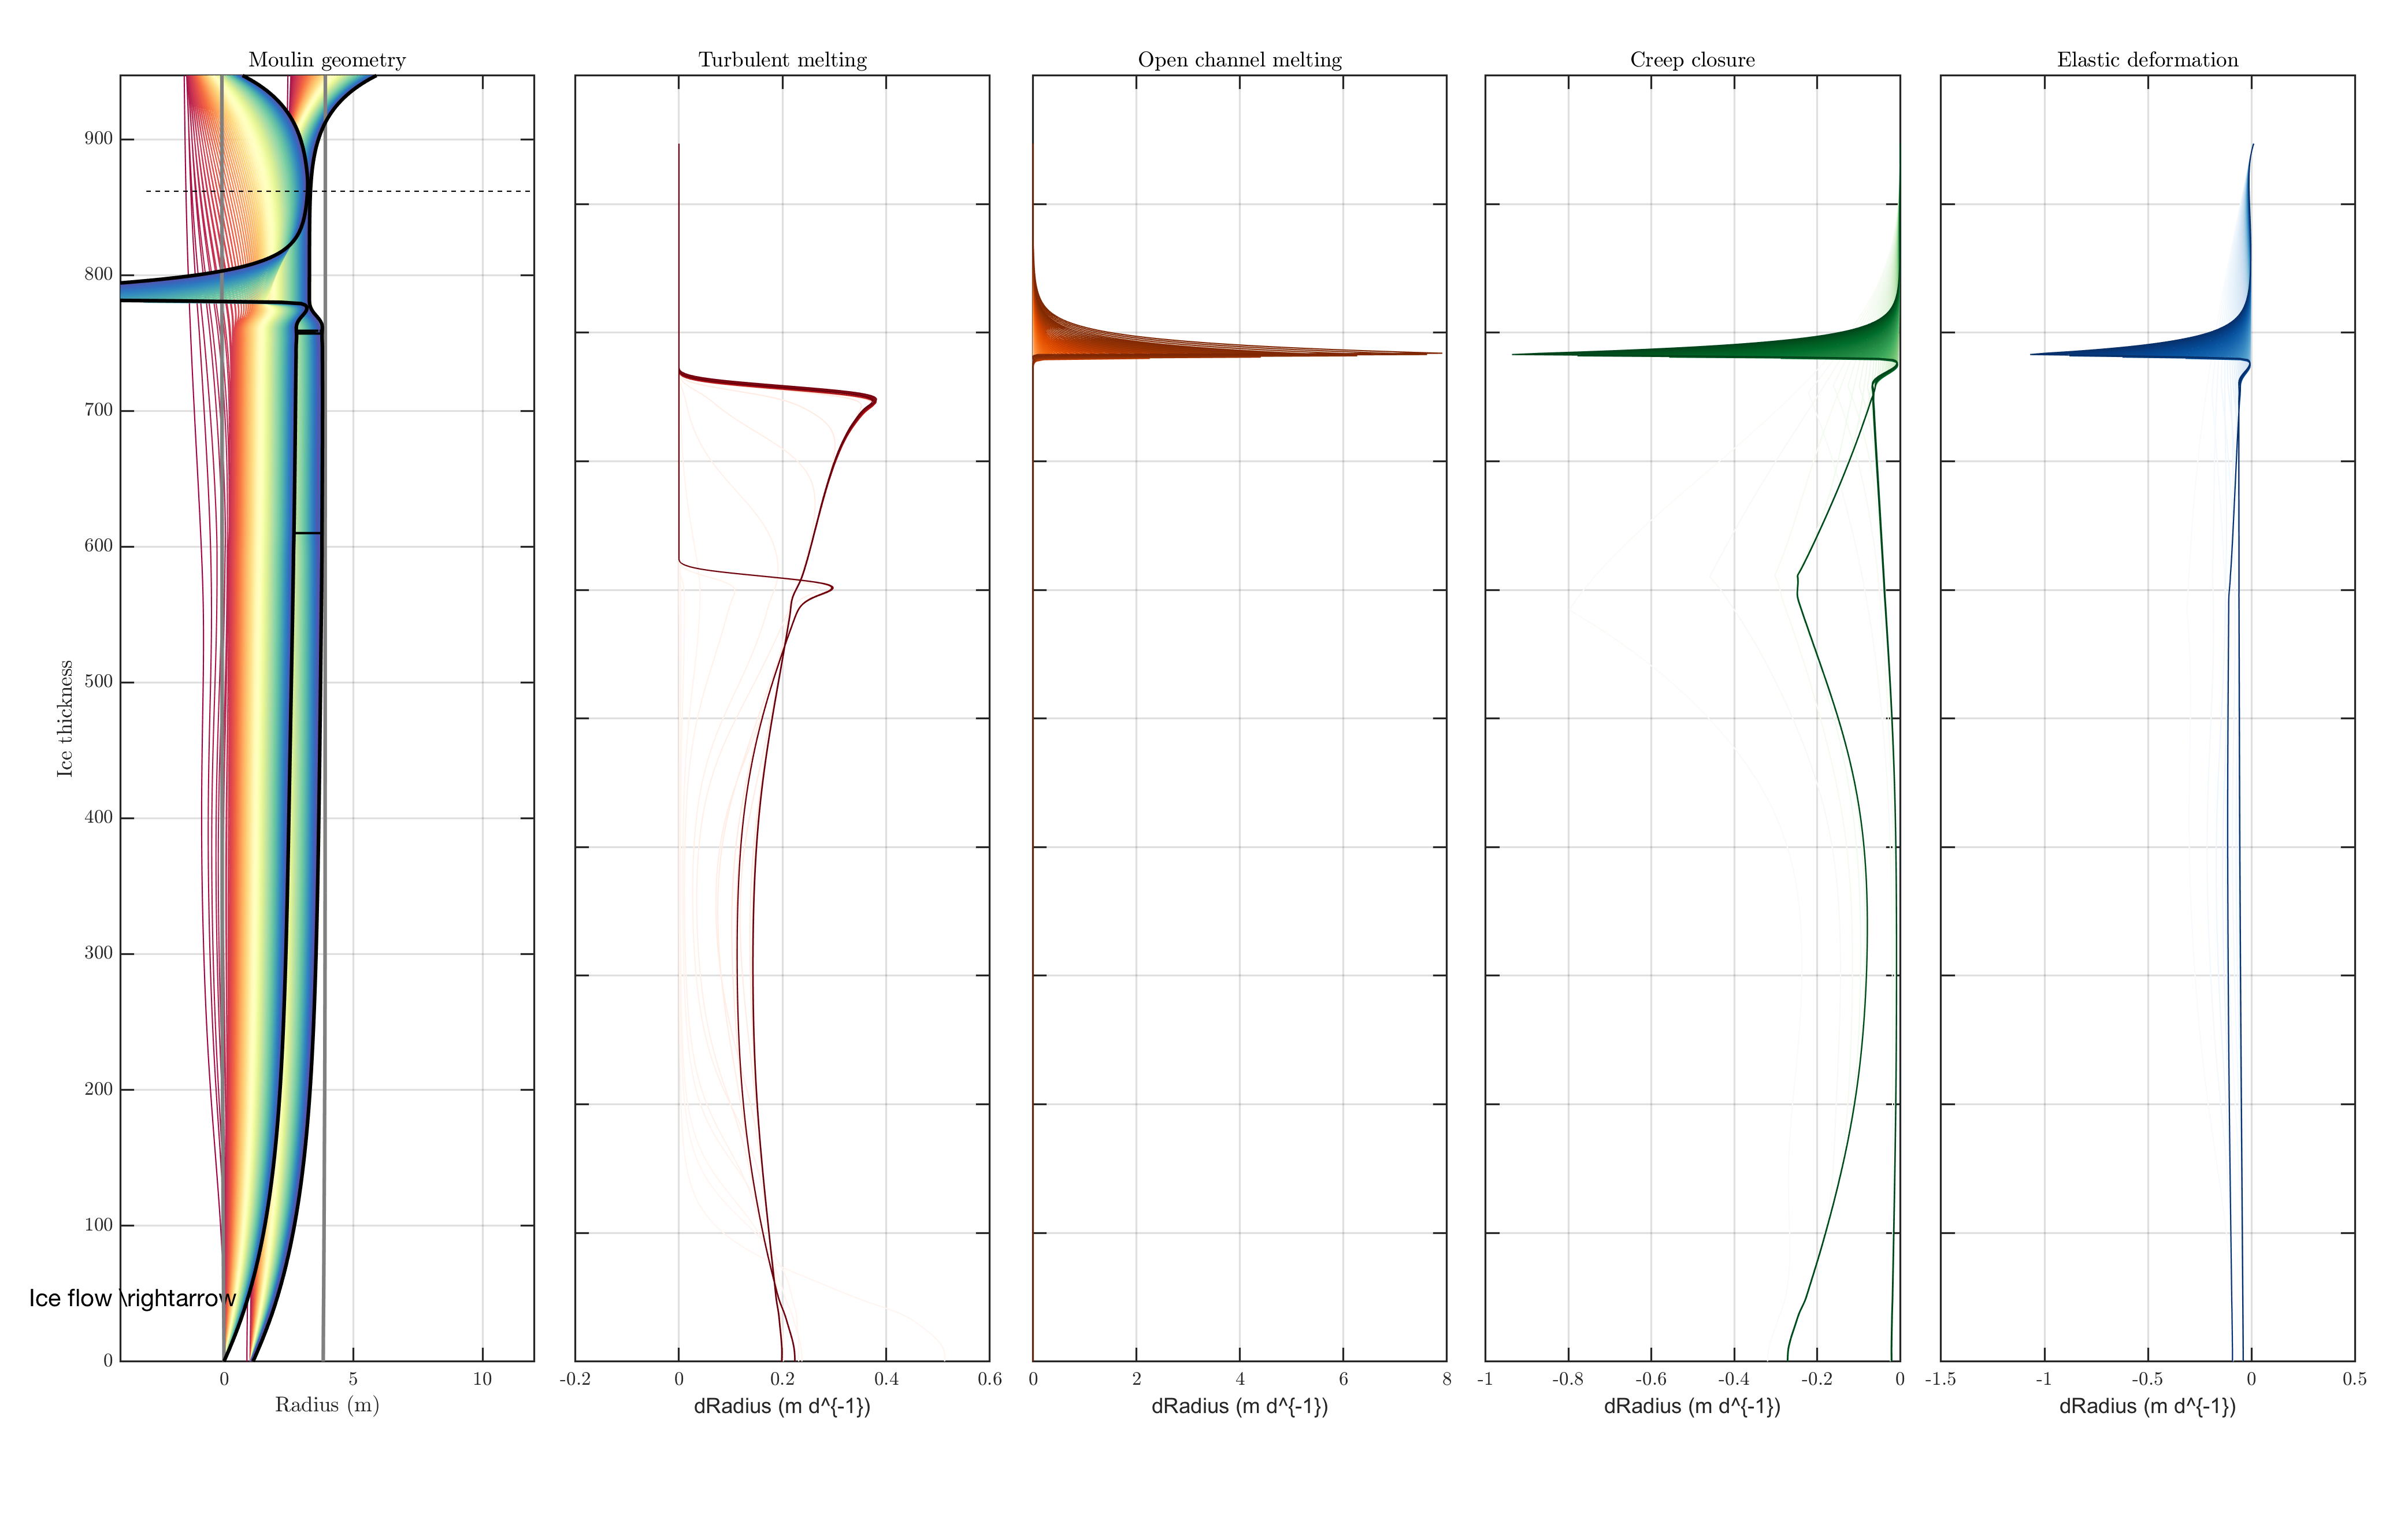 Moulin geometry
Turbulent melting
Open channel melting
Creep closure
Elastic deformation
900
800
700
600
500
400
300
200
100
0
Ice thickness
Ice flow \rightarrow
0 5 10
Radius (m)
-0.2 0 0.2 0.4 0.6
dRadius (m d^{-1})
0 2 4 6 8
dRadius (m d^{-1})
-1 -0.8 -0.6 -0.4 -0.2 0
dRadius (m d^{-1})
-1.5 -1 -0.5 0 0.5
dRadius (m d^{-1})